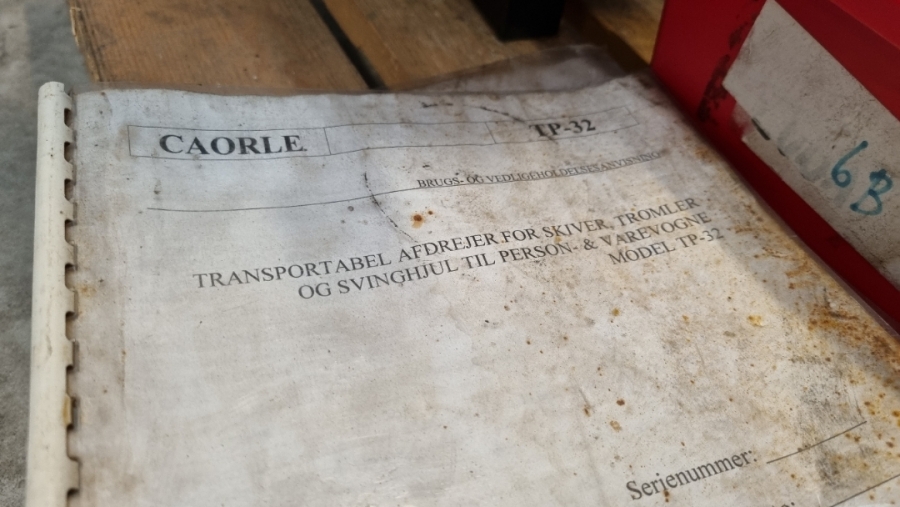 CAORLE TP-32
BRUGS- OG VEDLIGEHOLDELSESANVISNING
TRANSPORTABEL AFDREJER FOR SKIVER, TROMLER
OG SVINGHJUL TIL PERSON- & VAREVOGNE
MODEL TP-32
Serienummer:
6B